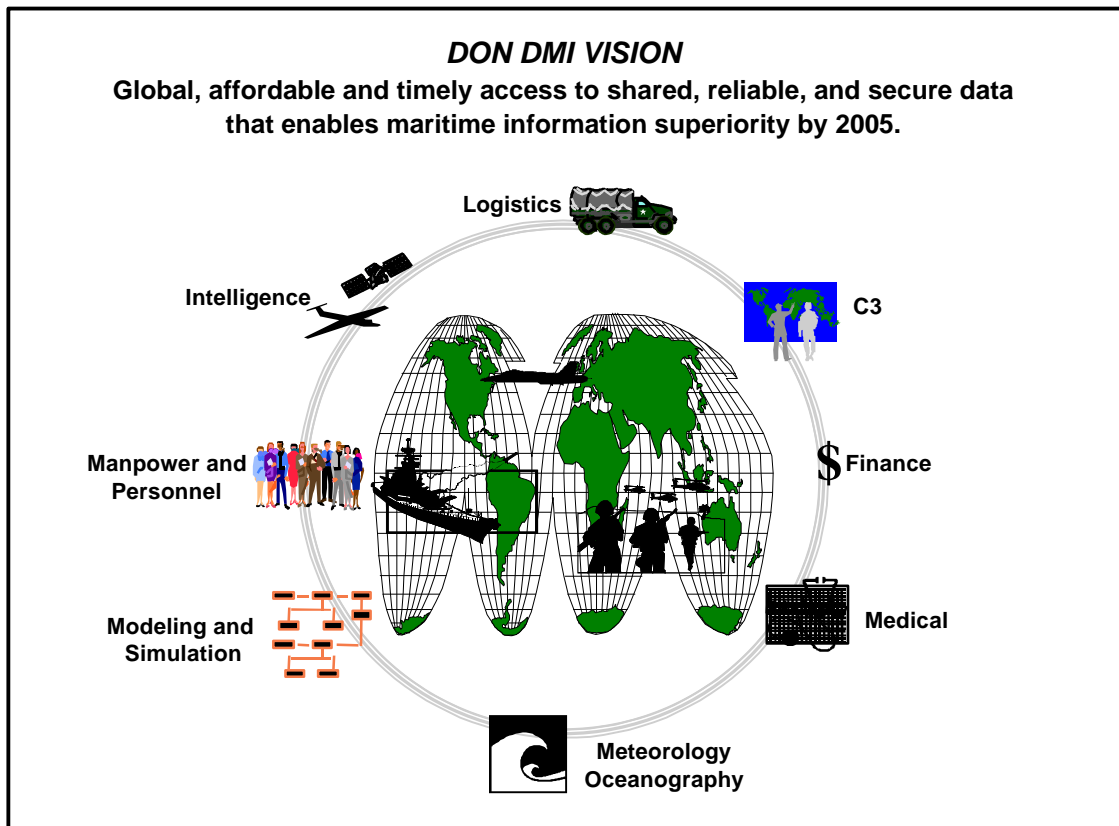 DON DMI VISION
Global, affordable and timely access to shared, reliable, and secure data
that enables maritime information superiority by 2005.
Logistics
Intelligence
C3
Manpower and
Personnel
$ Finance
Modeling and
Simulation
Medical
Meteorology
Oceanography